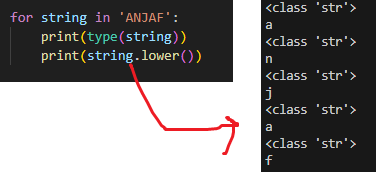 for string in 'ANJAF':
    print(type(string))
    print(string.lower())
<class 'str'>
a
<class 'str'>
n
<class 'str'>
j
<class 'str'>
a
<class 'str'>
f